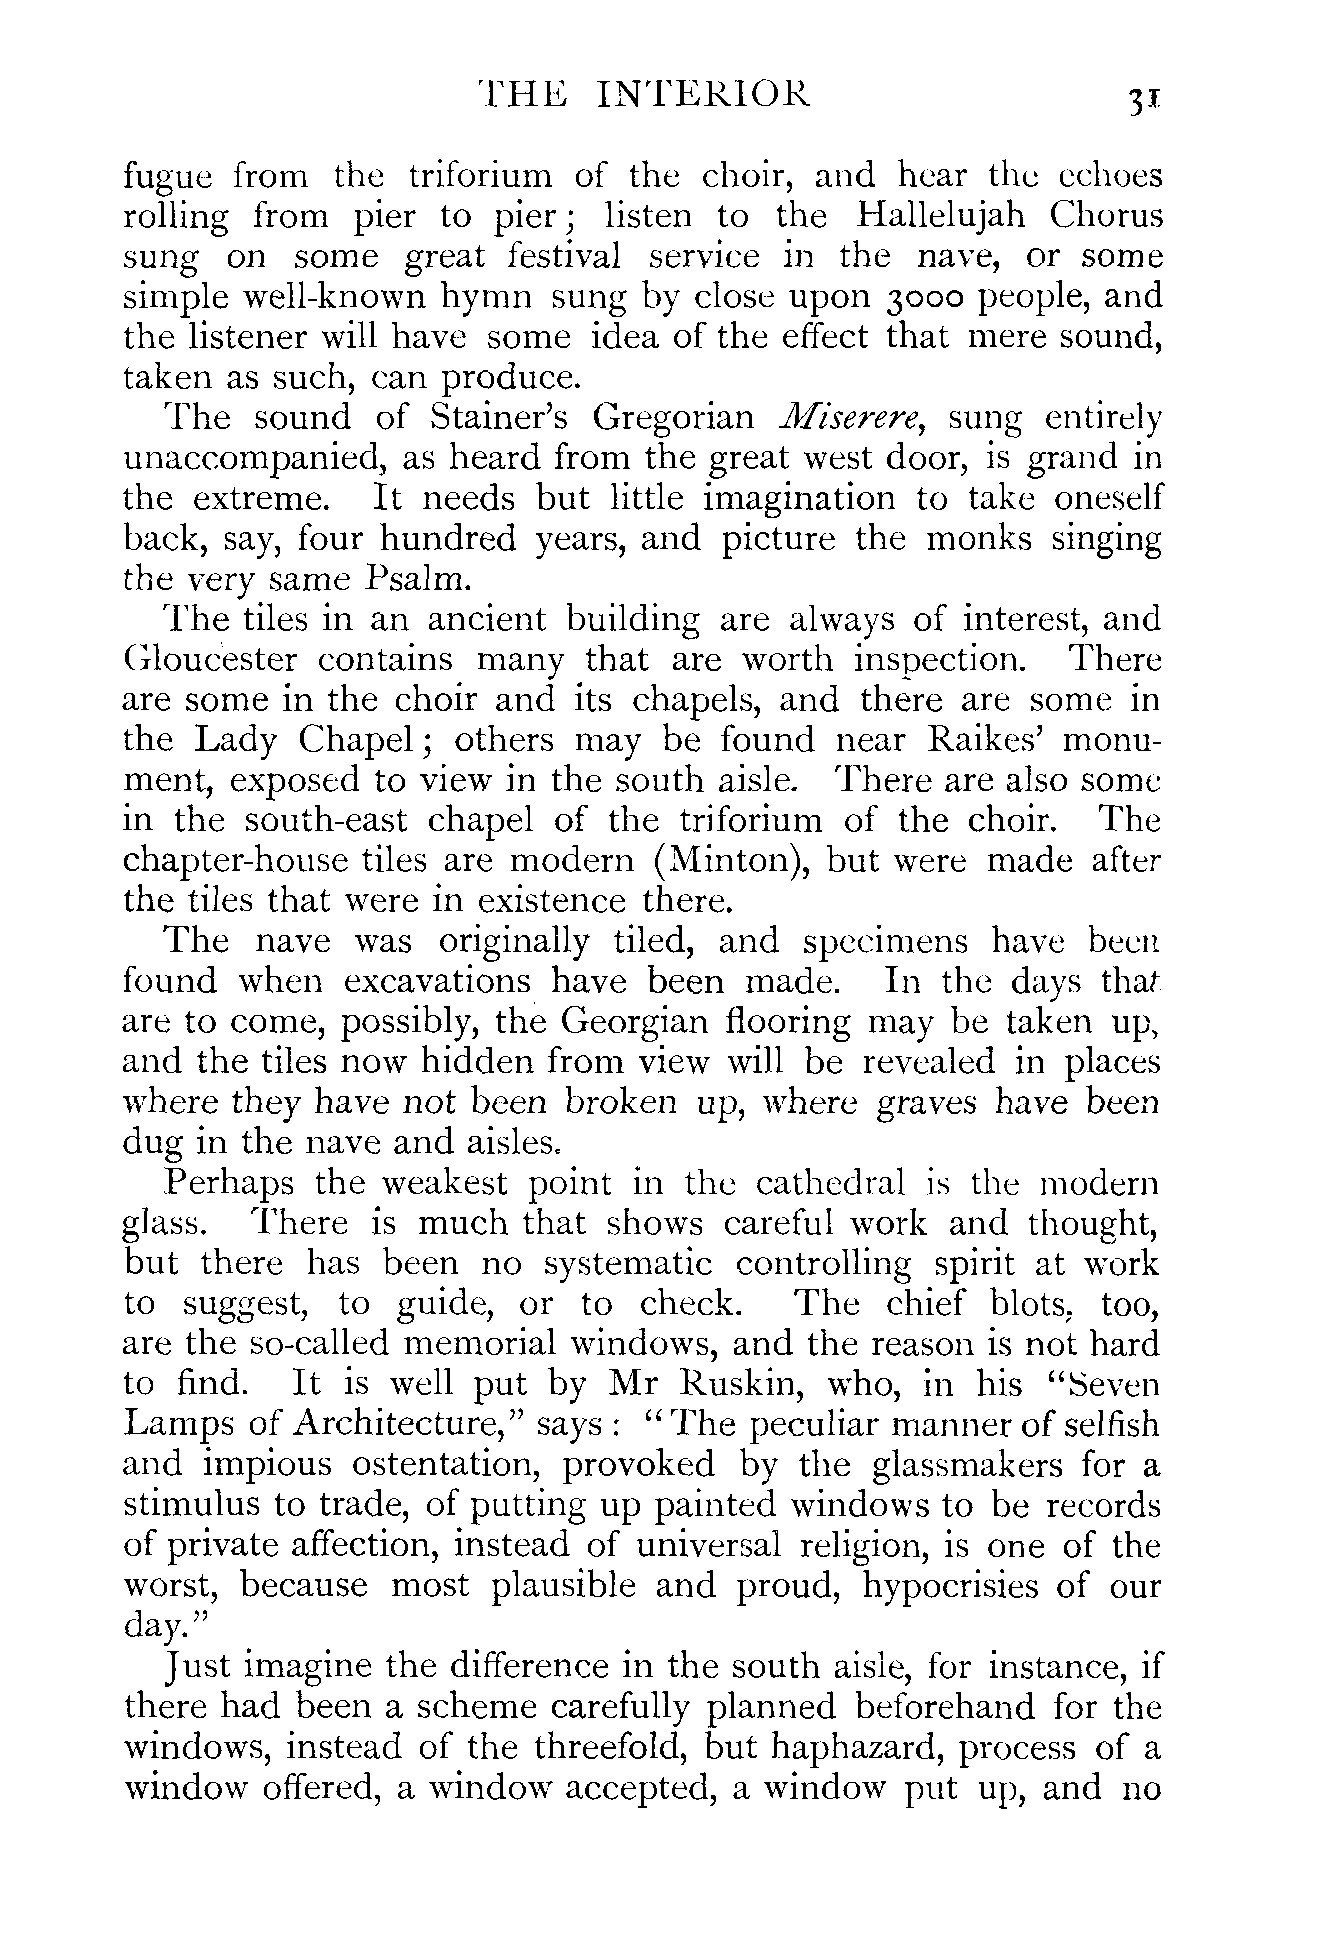 THE INTERIOR 31
fugue from the triforium of the choir, and hear the echoes
rolling from pier to pier; listen to the Hallelujah Chorus
sung on some great festival service in the nave, or some
simple well-known hymn sung by close upon 3000 people, and
the listener will have some idea of the effect that mere sound,
taken as such, can produce.
The sound of Stainer's Gregorian Miserere, sung entirely
unaccompanied, as heard from the great west door, is grand in
the extreme. It needs but little imagination to take oneself
back, say, four hundred years, and picture the monks singing
the very same Psalm.
The tiles in an ancient building are always of interest, and
Gloucester contains many that are worth inspection. There
are some in the choir and its chapels, and there are some in
the Lady Chapel; others may be found near Raikes' monu-
ment, exposed to view in the south aisle. There are also some
in the south-east chapel of the triforium of the choir. The
chapter-house tiles are modern (Minton), but were made after
the tiles that were in existence there.
The nave was originally tiled, and specimens have been
found when excavations have been made. In the days that
are to come, possibly, the Georgian flooring may be taken up,
and the tiles now hidden from view will be revealed in places
where they have not been broken up, where graves have been
dug in the nave and aisles.
Perhaps the weakest point in the cathedral is the modern
glass. There is much that shows careful work and thought,
but there has been no systematic controlling spirit at work
to suggest, to guide, or to check. The chief blots, too,
are the so-called memorial windows, and the reason is not hard
to find. It is well put by Mr Ruskin, who, in his "Seven
Lamps of Architecture," says: "The peculiar manner of selfish
and impious ostentation, provoked by the glassmakers for a
stimulus to trade, of putting up painted windows to be records
of private affection, instead of universal religion, is one of the
worst, because most plausible and proud, hypocrisies of our
day."
Just imagine the difference in the south aisle, for instance, if
there had been a scheme carefully planned beforehand for the
windows, instead of the threefold, but haphazard, process of a
window offered, a window accepted, a window put up, and no